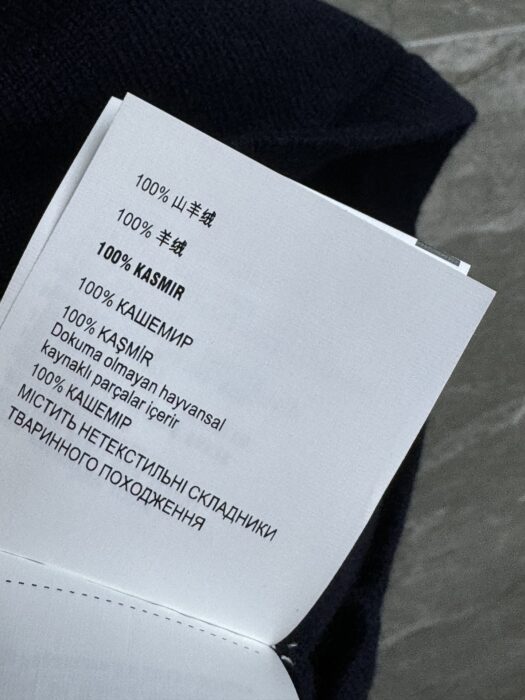 100% 山羊绒
100% 羊绒
100% KASMIR
100% КАШЕМИР
100% KAŞMİR
Dokuma olmayan hayvansal
kaynaklı parçalar içerir
100% КАШЕМІР
МІСТИТЬ НЕТЕКСТИЛЬНІ СКЛАДНИКИ
ТВАРИННОГО ПОХОДЖЕННЯ